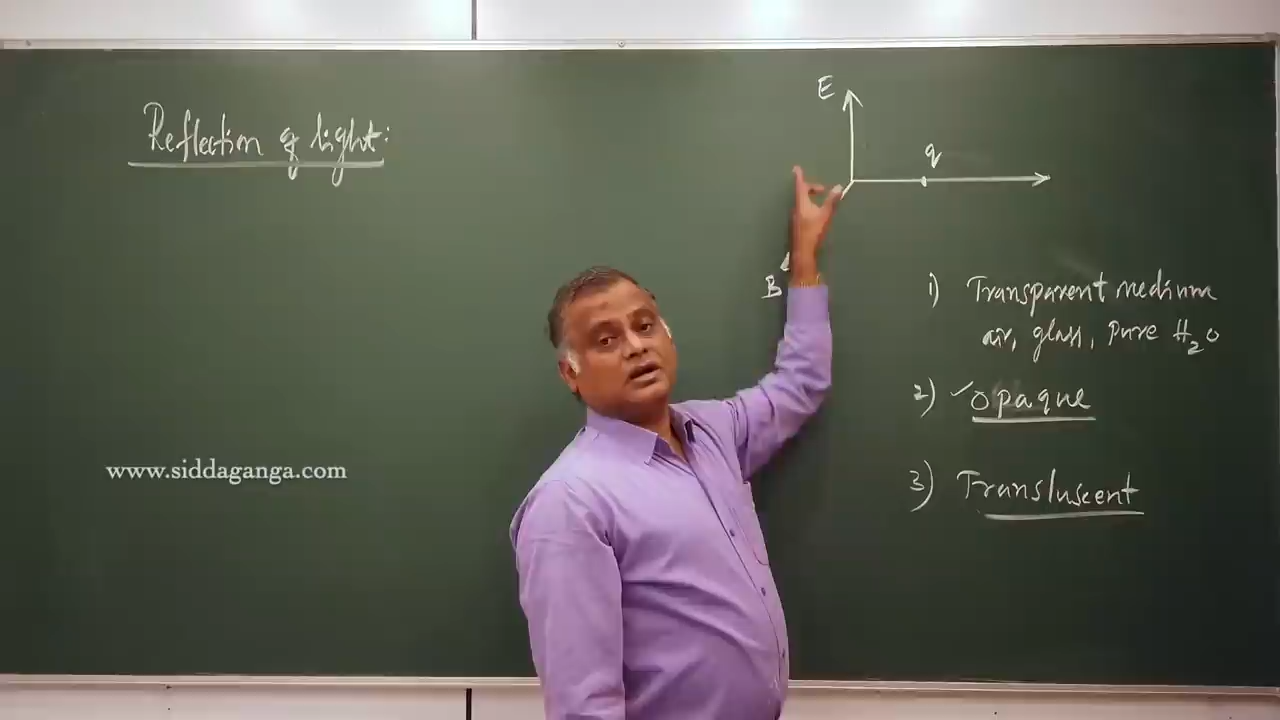 Reflection of light:
E
q
B
1) Transparent medium
air, glass, pure H₂O
2) ✓opaque
3) Transluscent
www.siddaganga.com